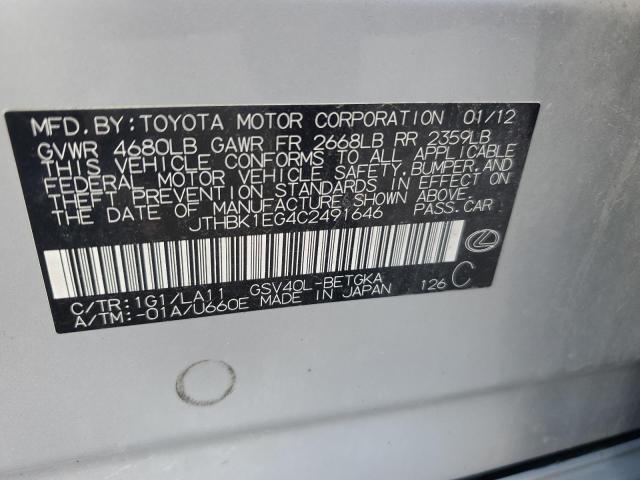 MFD. BY: TOYOTA MOTOR CORPORATION 01/12
GVWR 4680LB GAWR FR 2668LB RR 2359LB
THIS VEHICLE CONFORMS TO ALL APPLICABLE
FEDERAL MOTOR VEHICLE SAFETY, BUMPER, AND
THEFT PREVENTION STANDARDS IN EFFECT ON
THE DATE OF MANUFACTURE SHOWN ABOVE.
JTHBK1EG4C2491646 PASS. CAR
C/TR: 1G1/LA11 GSV40L-BETGKA 126 C
A/TM: -01A/U660E MADE IN JAPAN